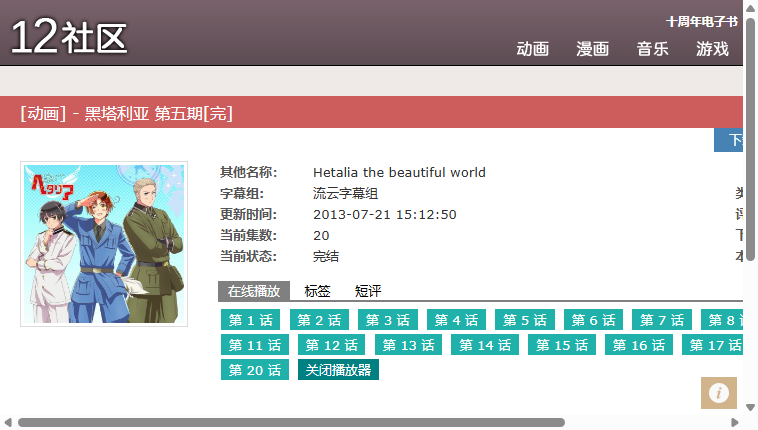 12社区
十周年电子书
动画 漫画 音乐 游戏
[动画] - 黑塔利亚 第五期[完]
下
ヘタリア
其他名称: Hetalia the beautiful world
字幕组: 流云字幕组
更新时间: 2013-07-21 15:12:50
当前集数: 20
当前状态: 完结
在线播放 标签 短评
第 1 话 第 2 话 第 3 话 第 4 话 第 5 话 第 6 话 第 7 话 第 8
第 11 话 第 12 话 第 13 话 第 14 话 第 15 话 第 16 话 第 17 话
第 20 话 关闭播放器